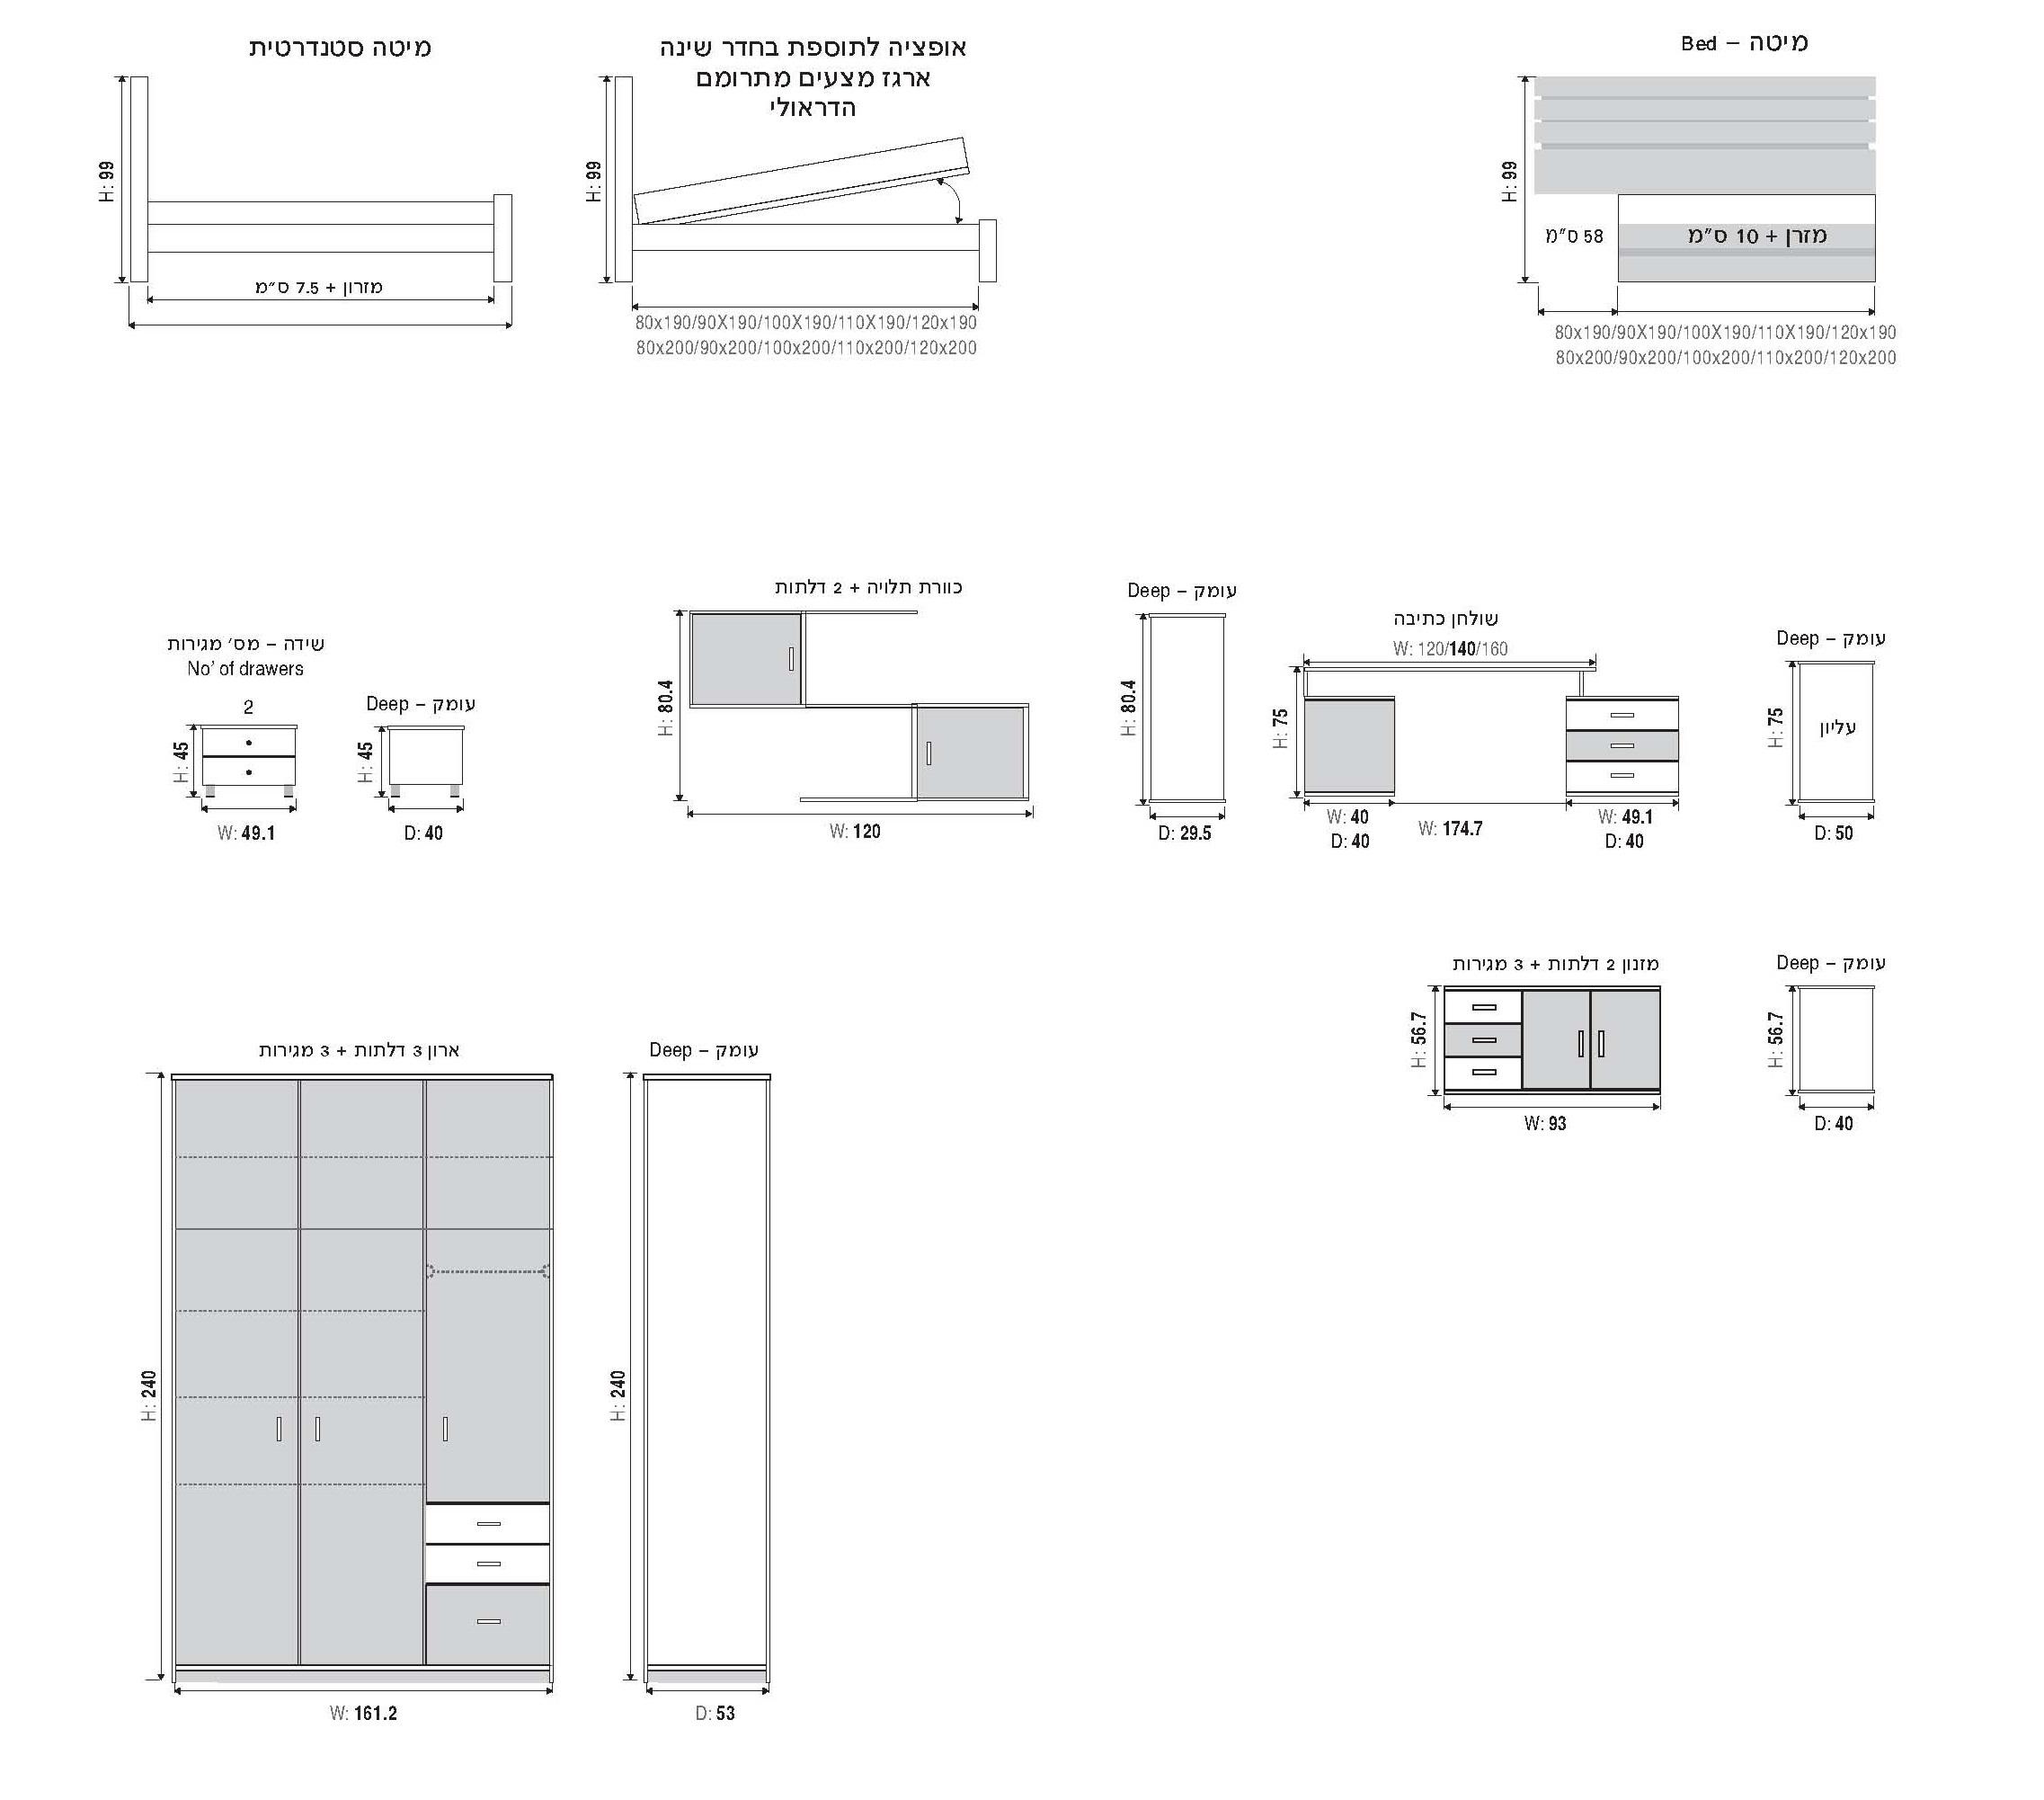 מיטה – Bed
H: 99
58 ס"מ
מזרן + 10 ס"מ
80x190/90X190/100X190/110X190/120x190
80x200/90x200/100x200/110x200/120x200
אופציה לתוספת בחדר שינה
ארגז מצעים מתרומם
הדראולי
H: 99
80x190/90X190/100X190/110X190/120x190
80x200/90x200/100x200/110x200/120x200
מיטה סטנדרטית
H: 99
מזרון + 7.5 ס"מ
עומק – Deep
H: 75
עליון
D: 50
שולחן כתיבה
W: 120/140/160
H: 75
W: 40
D: 40
W: 174.7
W: 49.1
D: 40
עומק – Deep
H: 80.4
D: 29.5
כוורת תלויה + 2 דלתות
H: 80.4
W: 120
עומק – Deep
H: 45
D: 40
שידה – מס' מגירות
No' of drawers
2
H: 45
W: 49.1
עומק – Deep
H: 56.7
D: 40
מזנון 2 דלתות + 3 מגירות
H: 56.7
W: 93
עומק – Deep
H: 240
D: 53
ארון 3 דלתות + 3 מגירות
H: 240
W: 161.2